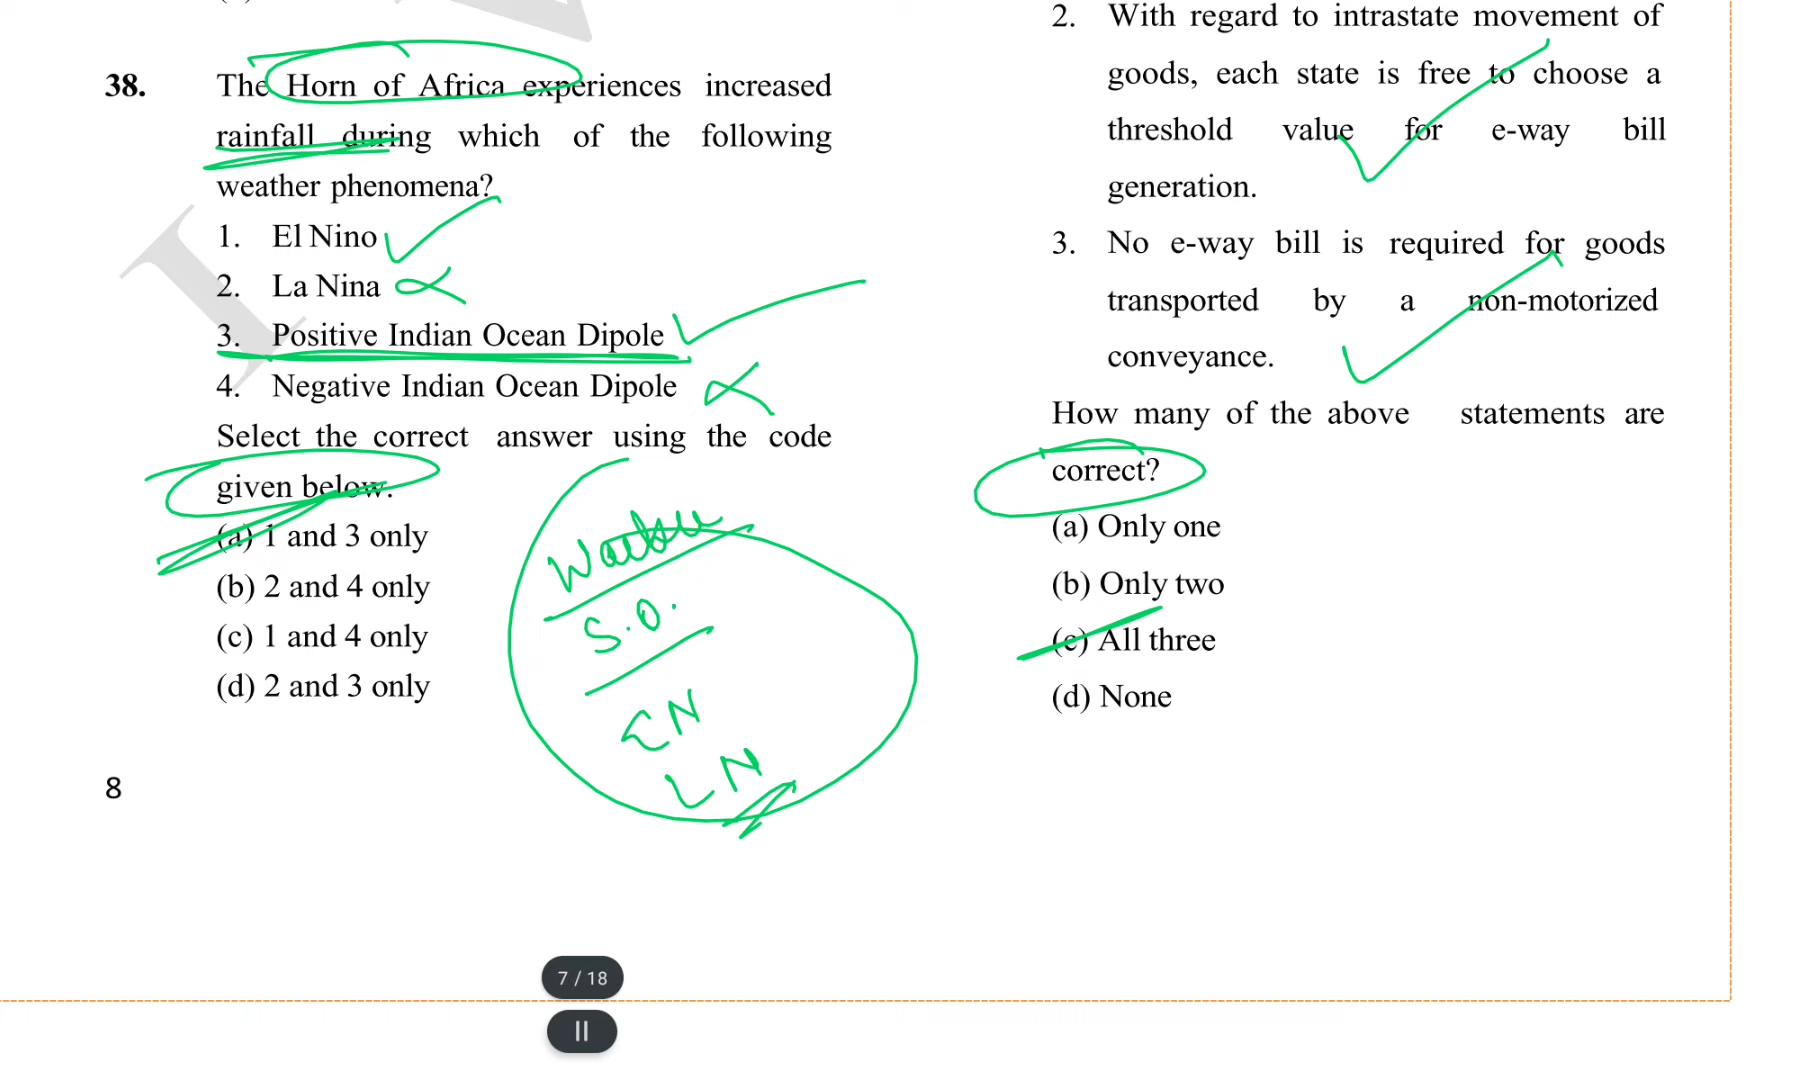 38. The Horn of Africa experiences increased
rainfall during which of the following
weather phenomena?
1. El Nino
2. La Nina
3. Positive Indian Ocean Dipole
4. Negative Indian Ocean Dipole
Select the correct answer using the code
given below.
(a) 1 and 3 only
(b) 2 and 4 only
(c) 1 and 4 only
(d) 2 and 3 only
S.O.
EN
LN
8
2. With regard to intrastate movement of
goods, each state is free to choose a
threshold value for e-way bill
generation.
3. No e-way bill is required for goods
transported by a non-motorized
conveyance.
How many of the above statements are
correct?
(a) Only one
(b) Only two
(c) All three
(d) None
7 / 18